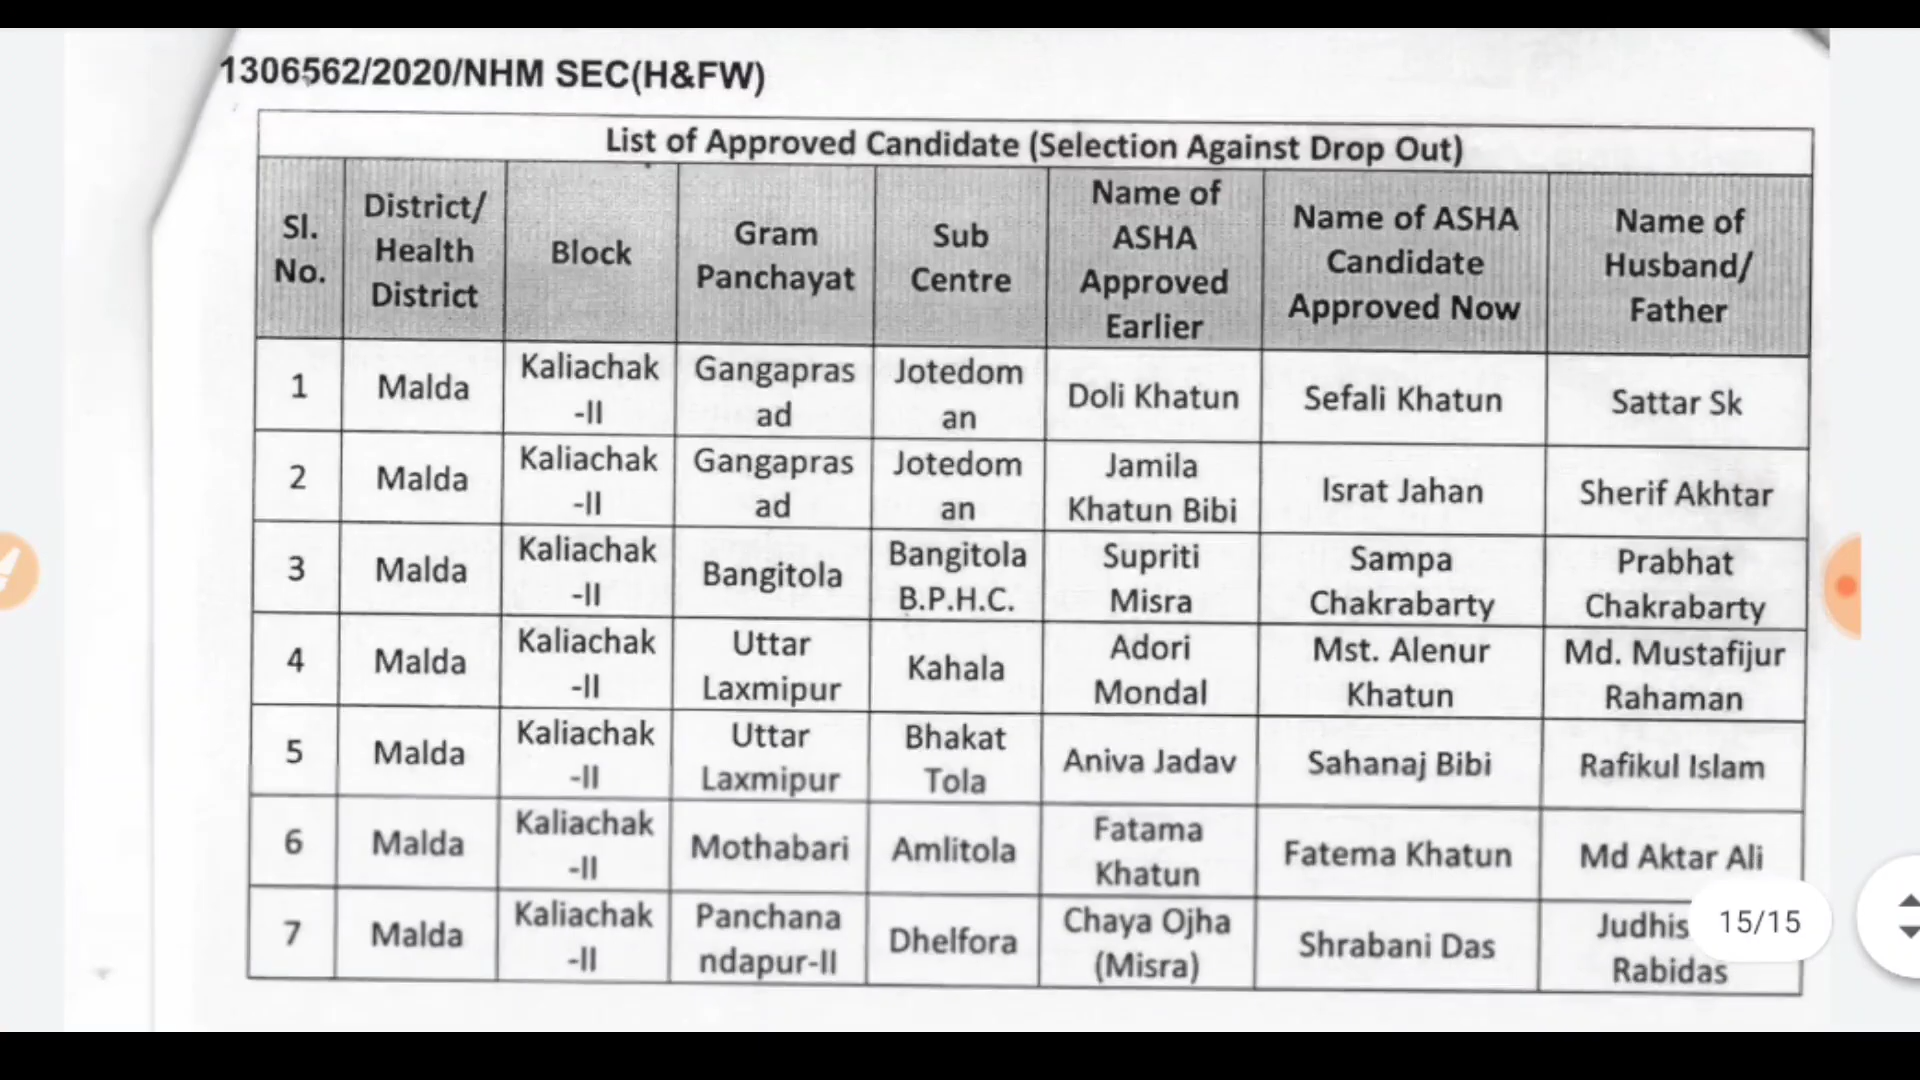 1306562/2020/NHM SEC(H&FW)
List of Approved Candidate (Selection Against Drop Out)
Sl. No.
District/ Health District
Block
Gram Panchayat
Sub Centre
Name of ASHA Approved Earlier
Name of ASHA Candidate Approved Now
Name of Husband/ Father
1 Malda Kaliachak -II Gangapras ad Jotedom an Doli Khatun Sefali Khatun Sattar Sk
2 Malda Kaliachak -II Gangapras ad Jotedom an Jamila Khatun Bibi Israt Jahan Sherif Akhtar
3 Malda Kaliachak -II Bangitola Bangitola B.P.H.C. Supriti Misra Sampa Chakrabarty Prabhat Chakrabarty
4 Malda Kaliachak -II Uttar Laxmipur Kahala Adori Mondal Mst. Alenur Khatun Md. Mustafijur Rahaman
5 Malda Kaliachak -II Uttar Laxmipur Bhakat Tola Aniva Jadav Sahanaj Bibi Rafikul Islam
6 Malda Kaliachak -II Mothabari Amlitola Fatama Khatun Fatema Khatun Md Aktar Ali
7 Malda Kaliachak -II Panchana ndapur-II Dhelfora Chaya Ojha (Misra) Shrabani Das Rabidas
15/15